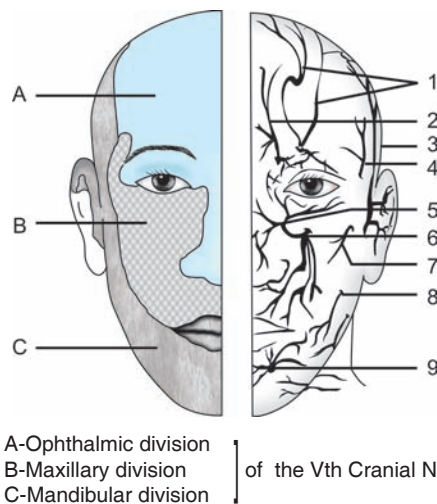 A
B
C
1
2
3
4
5
6
7
8
9
A-Ophthalmic division
B-Maxillary division
C-Mandibular division
of the Vth Cranial N